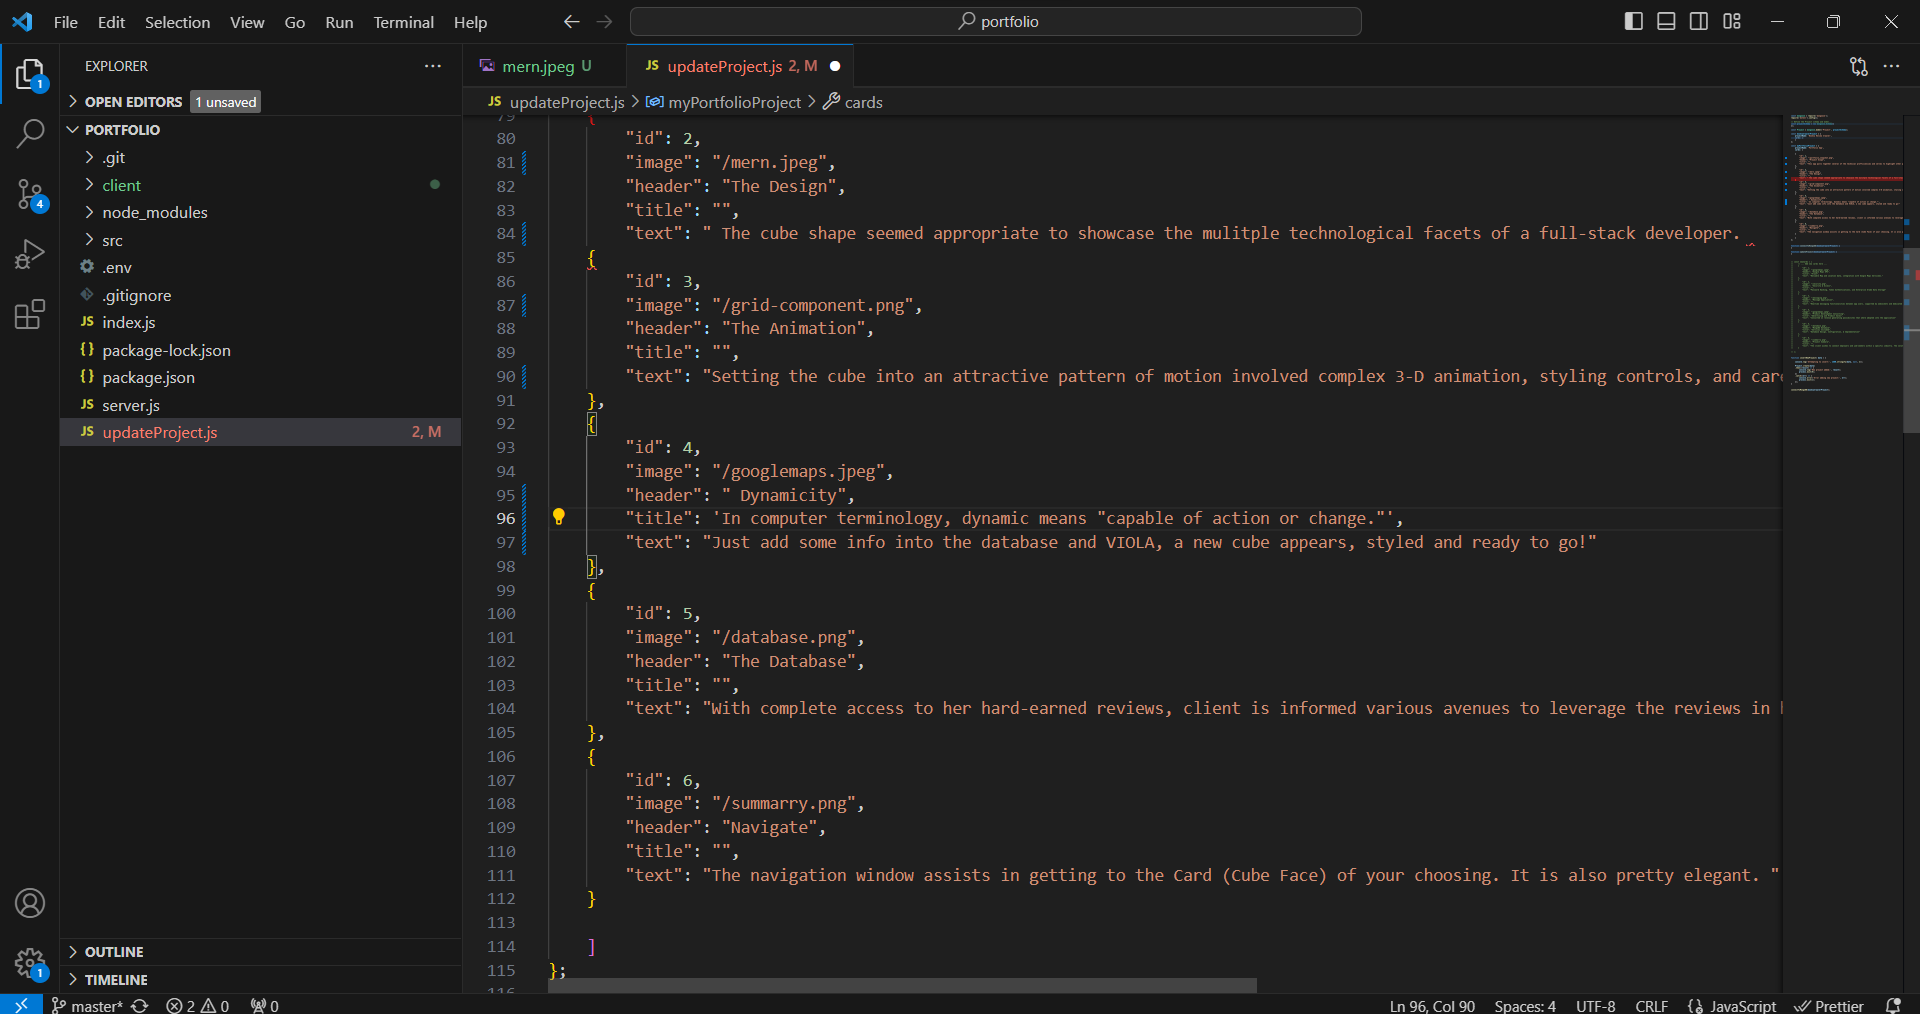 File Edit Selection View Go Run Terminal Help
portfolio
EXPLORER
OPEN EDITORS 1 unsaved
PORTFOLIO
.git
client
node_modules
src
.env
.gitignore
JS index.js
{} package-lock.json
{} package.json
JS server.js
JS updateProject.js 2, M
OUTLINE
TIMELINE
1
4
1
mern.jpeg U
JS updateProject.js 2, M
JS updateProject.js > myPortfolioProject > cards
79 {
80 "id": 2,
81 "image": "/mern.jpeg",
82 "header": "The Design",
83 "title": "",
84 "text": " The cube shape seemed appropriate to showcase the mulitple technological facets of a full-stack developer.
85 {
86 "id": 3,
87 "image": "/grid-component.png",
88 "header": "The Animation",
89 "title": "",
90 "text": "Setting the cube into an attractive pattern of motion involved complex 3-D animation, styling controls, and
91 },
92 {
93 "id": 4,
94 "image": "/googlemaps.jpeg",
95 "header": " Dynamicity",
96 "title": 'In computer terminology, dynamic means "capable of action or change."',
97 "text": "Just add some info into the database and VIOLA, a new cube appears, styled and ready to go!"
98 },
99 {
100 "id": 5,
101 "image": "/database.png",
102 "header": "The Database",
103 "title": "",
104 "text": "With complete access to her hard-earned reviews, client is informed various avenues to leverage the reviews in
105 },
106 {
107 "id": 6,
108 "image": "/summarry.png",
109 "header": "Navigate",
110 "title": "",
111 "text": "The navigation window assists in getting to the Card (Cube Face) of your choosing. It is also pretty elegant. "
112 }
113
114 ]
115 };
116
master* 2 0 0
Ln 96, Col 90 Spaces: 4 UTF-8 CRLF {} JavaScript Prettier